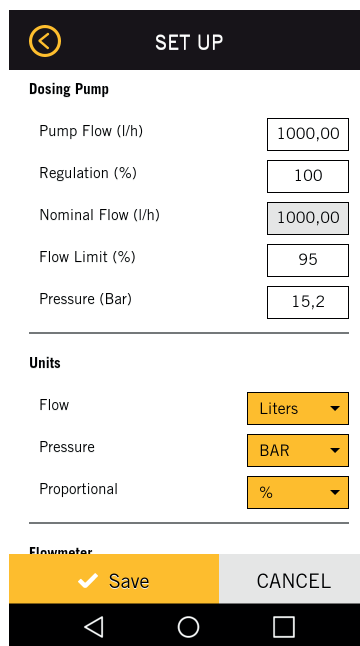 SET UP
Dosing Pump
Pump Flow (l/h) 1000,00
Regulation (%) 100
Nominal Flow (l/h) 1000,00
Flow Limit (%) 95
Pressure (Bar) 15,2
Units
Flow Liters
Pressure BAR
Proportional %
Flowmeter
Save CANCEL